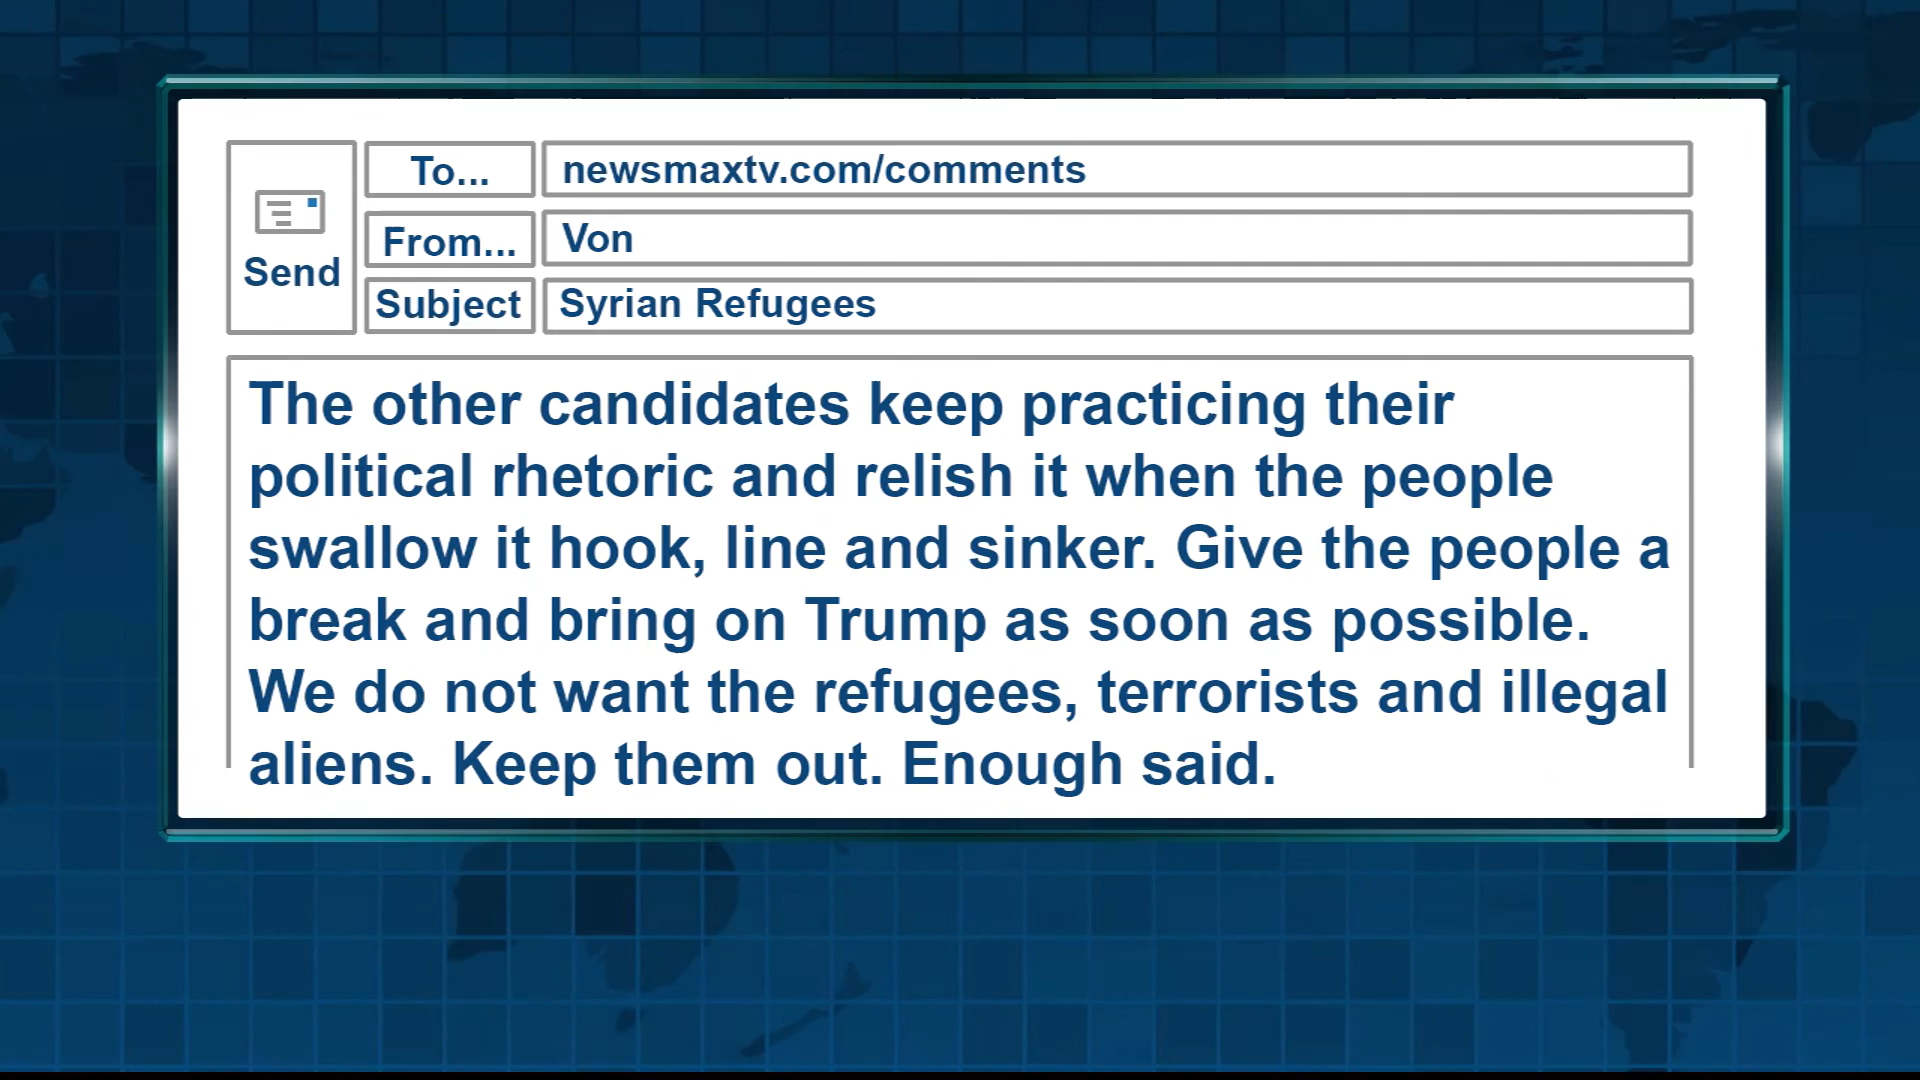 To... newsmaxtv.com/comments
From... Von
Send
Subject Syrian Refugees
The other candidates keep practicing their
political rhetoric and relish it when the people
swallow it hook, line and sinker. Give the people a
break and bring on Trump as soon as possible.
We do not want the refugees, terrorists and illegal
aliens. Keep them out. Enough said.